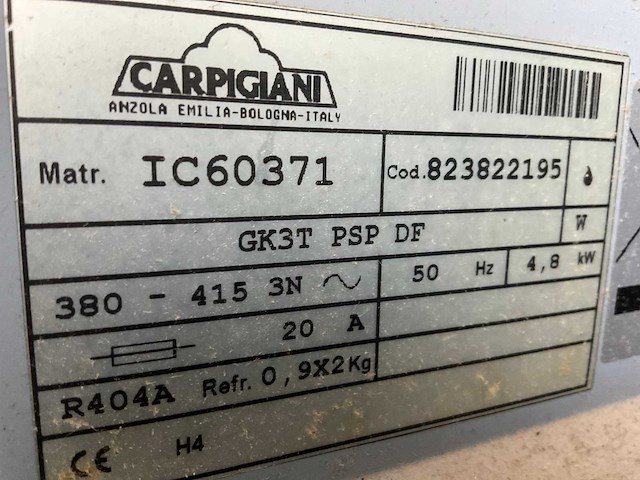 CARPIGIANI
ANZOLA EMILIA-BOLOGNA-ITALY
Matr. IC60371 Cod.823822195
GK3T PSP DF W
380 - 415 3N 50 Hz 4,8 kW
20 A
R404A Refr. 0,9X2Kg
CE H4